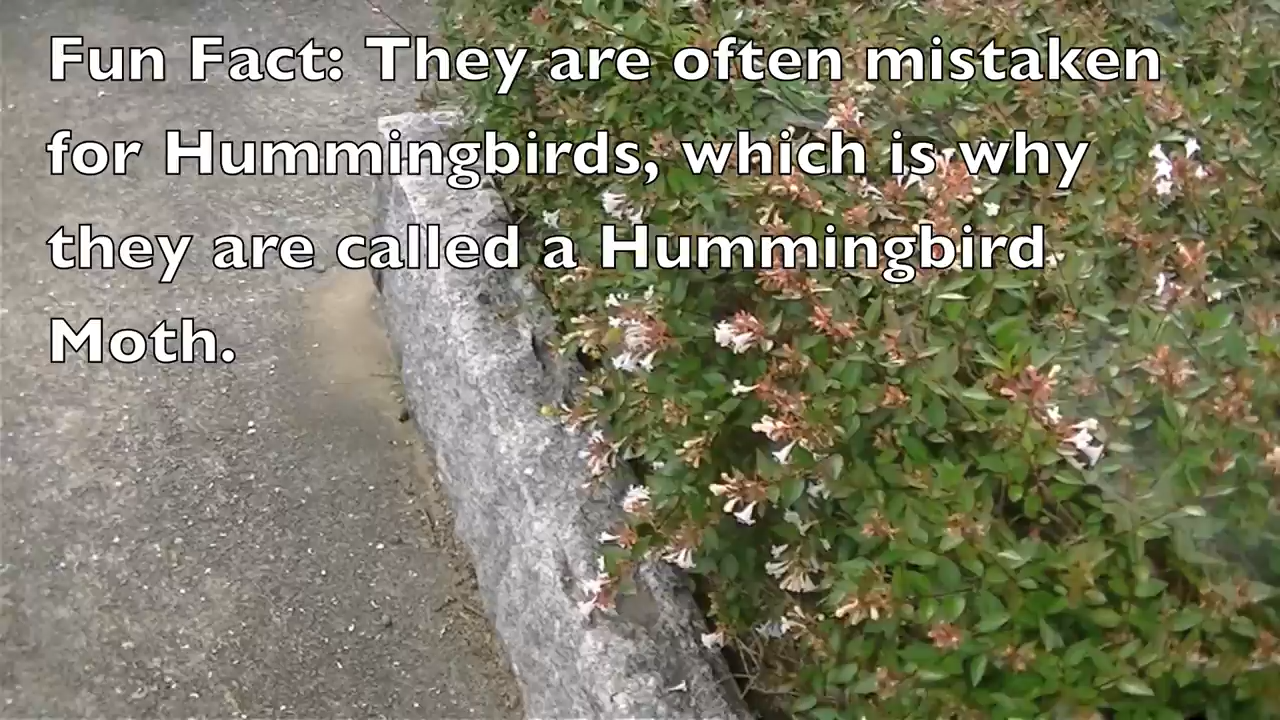 Fun Fact: They are often mistaken
for Hummingbirds, which is why
they are called a Hummingbird
Moth.